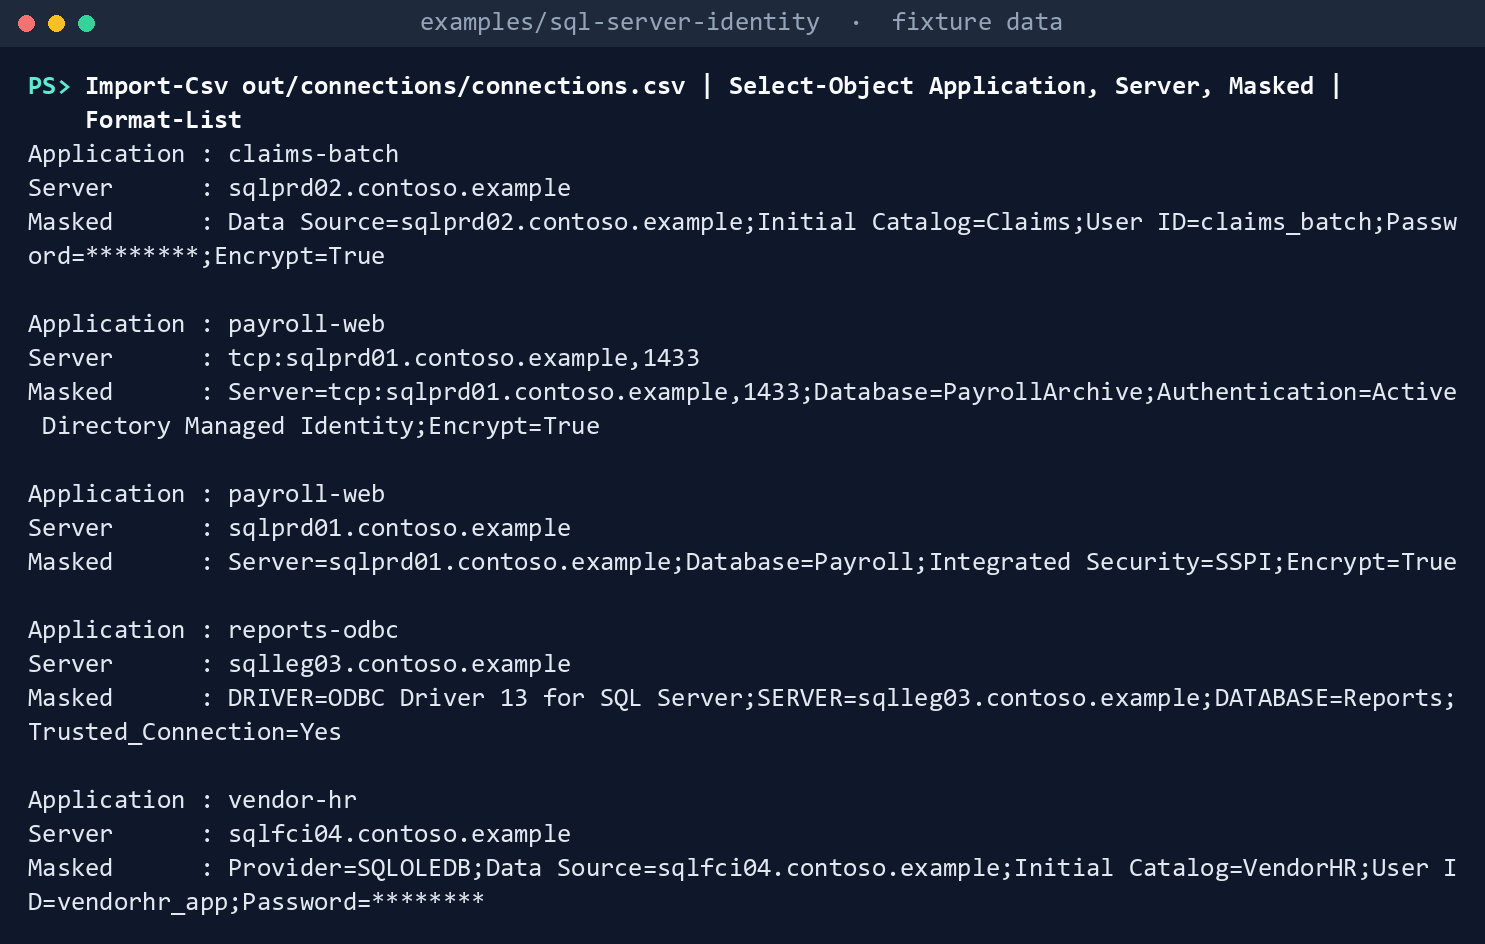 examples/sql-server-identity · fixture data
PS> Import-Csv out/connections/connections.csv | Select-Object Application, Server, Masked |
Format-List
Application : claims-batch
Server      : sqlprd02.contoso.example
Masked      : Data Source=sqlprd02.contoso.example;Initial Catalog=Claims;User ID=claims_batch;Passw
ord=********;Encrypt=True

Application : payroll-web
Server      : tcp:sqlprd01.contoso.example,1433
Masked      : Server=tcp:sqlprd01.contoso.example,1433;Database=PayrollArchive;Authentication=Active
 Directory Managed Identity;Encrypt=True

Application : payroll-web
Server      : sqlprd01.contoso.example
Masked      : Server=sqlprd01.contoso.example;Database=Payroll;Integrated Security=SSPI;Encrypt=True

Application : reports-odbc
Server      : sqlleg03.contoso.example
Masked      : DRIVER=ODBC Driver 13 for SQL Server;SERVER=sqlleg03.contoso.example;DATABASE=Reports;
Trusted_Connection=Yes

Application : vendor-hr
Server      : sqlfci04.contoso.example
Masked      : Provider=SQLOLEDB;Data Source=sqlfci04.contoso.example;Initial Catalog=VendorHR;User I
D=vendorhr_app;Password=********